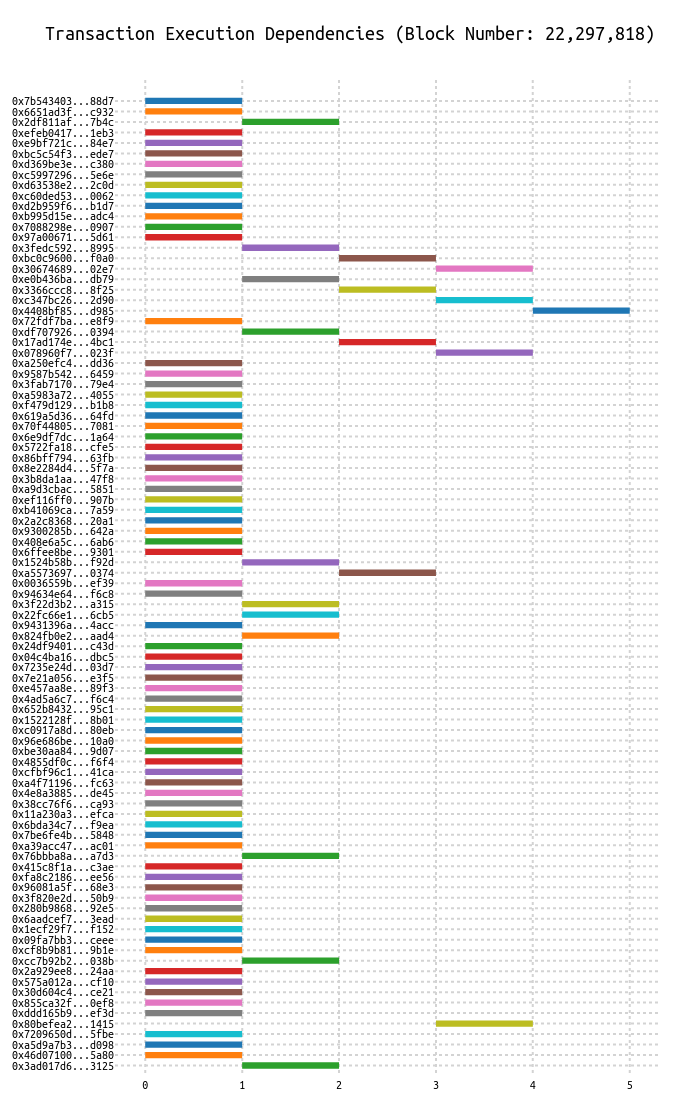 Transaction Execution Dependencies (Block Number: 22,297,818)
0x7b543403...88d7
0x6651ad3f...c932
0x2df811af...7b4c
0xefeb0417...1eb3
0xe9bf721c...84e7
0xbc5c54f3...ede7
0xd369be3e...c380
0xc5997296...5e6e
0xd63538e2...2c0d
0xc60ded53...0062
0xd2b959f6...b1d7
0xb995d15e...adc4
0x7088298e...0907
0x97a00671...5d61
0x3fedc592...8995
0xbc0c9600...f0a0
0x30674689...02e7
0xe0b436ba...db79
0x3366ccc8...8f25
0xc347bc26...2d90
0x4408bf85...d985
0x72fdf7ba...e8f9
0xdf707926...0394
0x17ad174e...4bc1
0x078960f7...023f
0xa250efc4...dd36
0x9587b542...6459
0x3fab7170...79e4
0xa5983a72...4055
0xf479d129...b1b8
0x619a5d36...64fd
0x70f44805...7081
0x6e9df7dc...1a64
0x5722fa18...cfe5
0x86bff794...63fb
0x8e2284d4...5f7a
0x3b8da1aa...47f8
0xa9d3cbac...5851
0xef116ff0...907b
0xb41069ca...7a59
0x2a2c8368...20a1
0x9300285b...642a
0x408e6a5c...6ab6
0x6ffee8be...9301
0x1524b58b...f92d
0xa5573697...0374
0x0036559b...ef39
0x94634e64...f6c8
0x3f22d3b2...a315
0x22fc66e1...6cb5
0x9431396a...4acc
0x824fb0e2...aad4
0x24df9401...c43d
0x04c4ba16...dbc5
0x7235e24d...03d7
0x7e21a056...e3f5
0xe457aa8e...89f3
0x4ad5a6c7...f6c4
0x652b8432...95c1
0x1522128f...8b01
0xc0917a8d...80eb
0x96e686be...10a0
0xbe30aa84...9d07
0x4855df0c...f6f4
0xcfbf96c1...41ca
0xa4f71196...fc63
0x4e8a3885...de45
0x38cc76f6...ca93
0x11a230a3...efca
0x6bda34c7...f9ea
0x7be6fe4b...5848
0xa39acc47...ac01
0x76bbba8a...a7d3
0x415c8f1a...c3ae
0xfa8c2186...ee56
0x96081a5f...68e3
0x3f820e2d...50b9
0x280b9868...92e5
0x6aadcef7...3ead
0x1ecf29f7...f152
0x09fa7bb3...ceee
0xcf8b9b81...9b1e
0xcc7b92b2...038b
0x2a929ee8...24aa
0x575a012a...cf10
0x30d604c4...ce21
0x855ca32f...0ef8
0xddd165b9...ef3d
0x80befea2...1415
0x7209650d...5fbe
0xa5d9a7b3...d098
0x46d07100...5a80
0x3ad017d6...3125
0 1 2 3 4 5